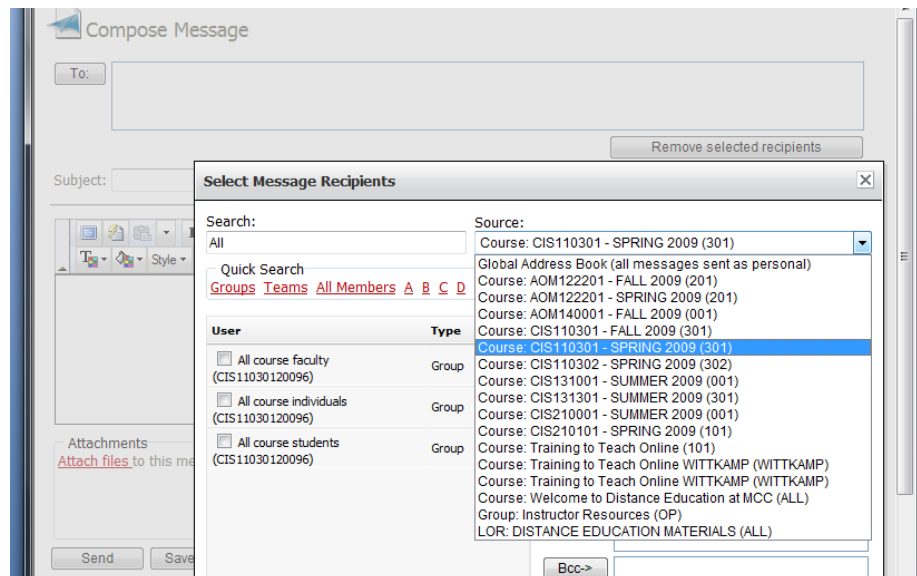 Compose Message
To:
Remove selected recipients
Subject:
Select Message Recipients
Search:
Source:
All
Course: CIS110301 - SPRING 2009 (301)
Quick Search
Groups Teams All Members A B C D
Global Address Book (all messages sent as personal)
Course: AOM122201 - FALL 2009 (201)
Course: AOM122201 - SPRING 2009 (201)
Course: AOM140001 - FALL 2009 (001)
Course: CIS110301 - FALL 2009 (301)
Course: CIS110301 - SPRING 2009 (301)
Course: CIS110302 - SPRING 2009 (302)
Course: CIS131001 - SUMMER 2009 (001)
Course: CIS131301 - SUMMER 2009 (301)
Course: CIS210001 - SUMMER 2009 (001)
Course: CIS210101 - SPRING 2009 (101)
Course: Training to Teach Online (101)
Course: Training to Teach Online WITTKAMP (WITTKAMP)
Course: Training to Teach Online WITTKAMP (WITTKAMP)
Course: Welcome to Distance Education at MCC (ALL)
Group: Instructor Resources (OP)
LOR: DISTANCE EDUCATION MATERIALS (ALL)
User Type
All course faculty
(CIS11030120096) Group
All course individuals
(CIS11030120096) Group
All course students
(CIS11030120096) Group
Style
Attachments
Attach files to this me
Send Save
Bcc->